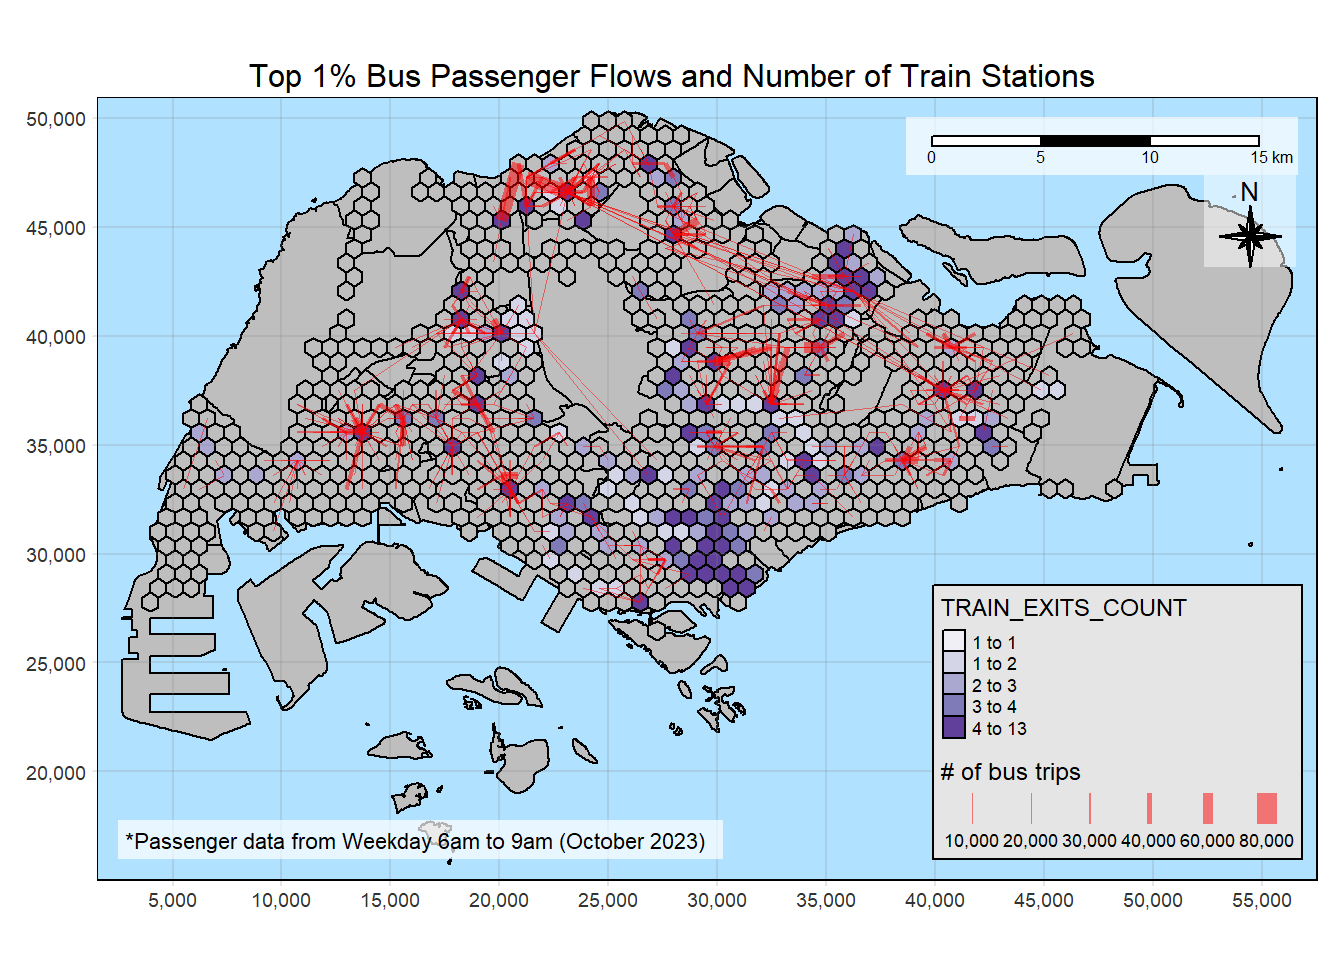 Top 1% Bus Passenger Flows and Number of Train Stations
50,000
45,000
40,000
35,000
30,000
25,000
20,000
0 5 10 15 km
N
TRAIN_EXITS_COUNT
1 to 1
1 to 2
2 to 3
3 to 4
4 to 13
# of bus trips
10,000 20,000 30,000 40,000 60,000 80,000
*Passenger data from Weekday 6am to 9am (October 2023)
5,000 10,000 15,000 20,000 25,000 30,000 35,000 40,000 45,000 50,000 55,000